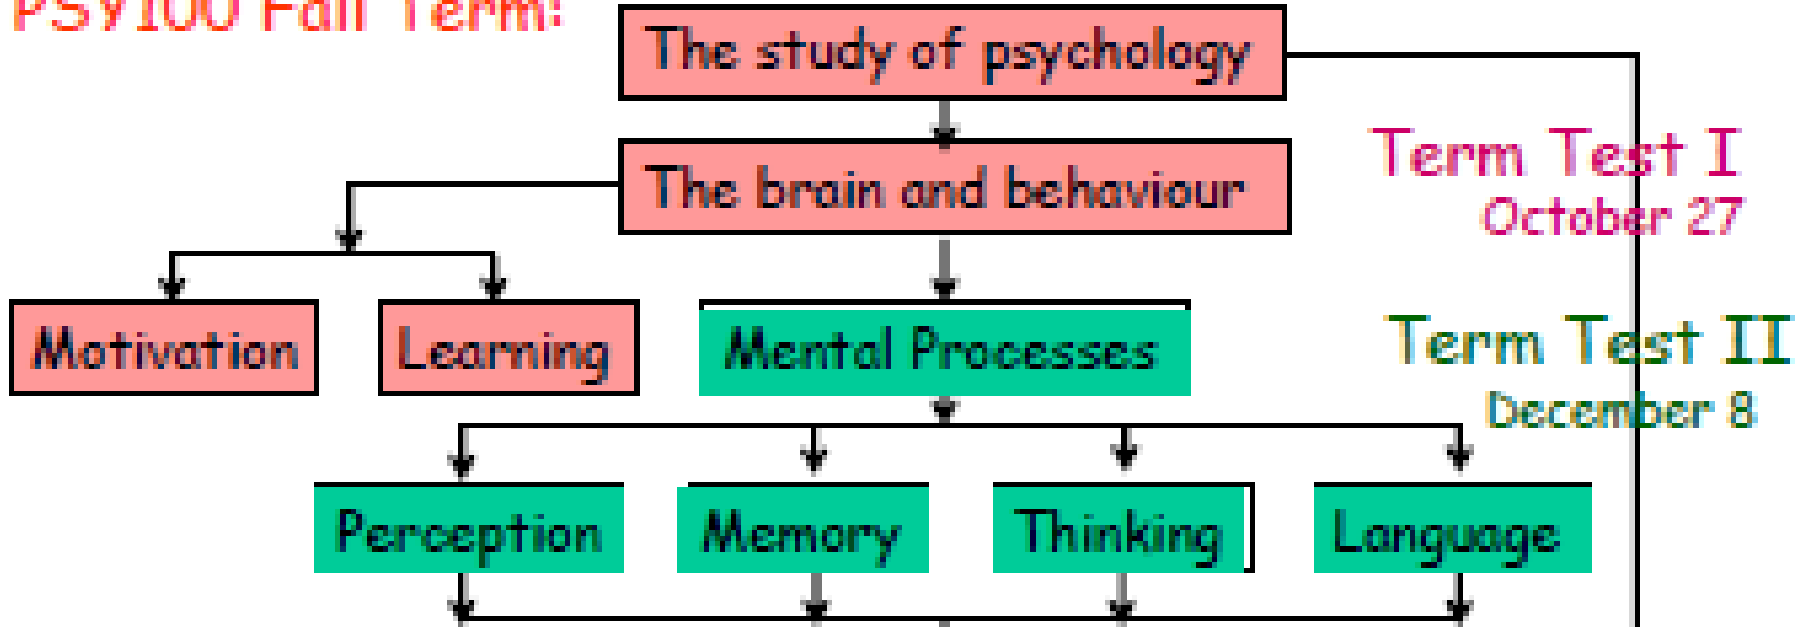 PSY100 Fall Term:
The study of psychology
The brain and behaviour
Term Test I
October 27
Motivation
Learning
Mental Processes
Term Test II
December 8
Perception
Memory
Thinking
Language